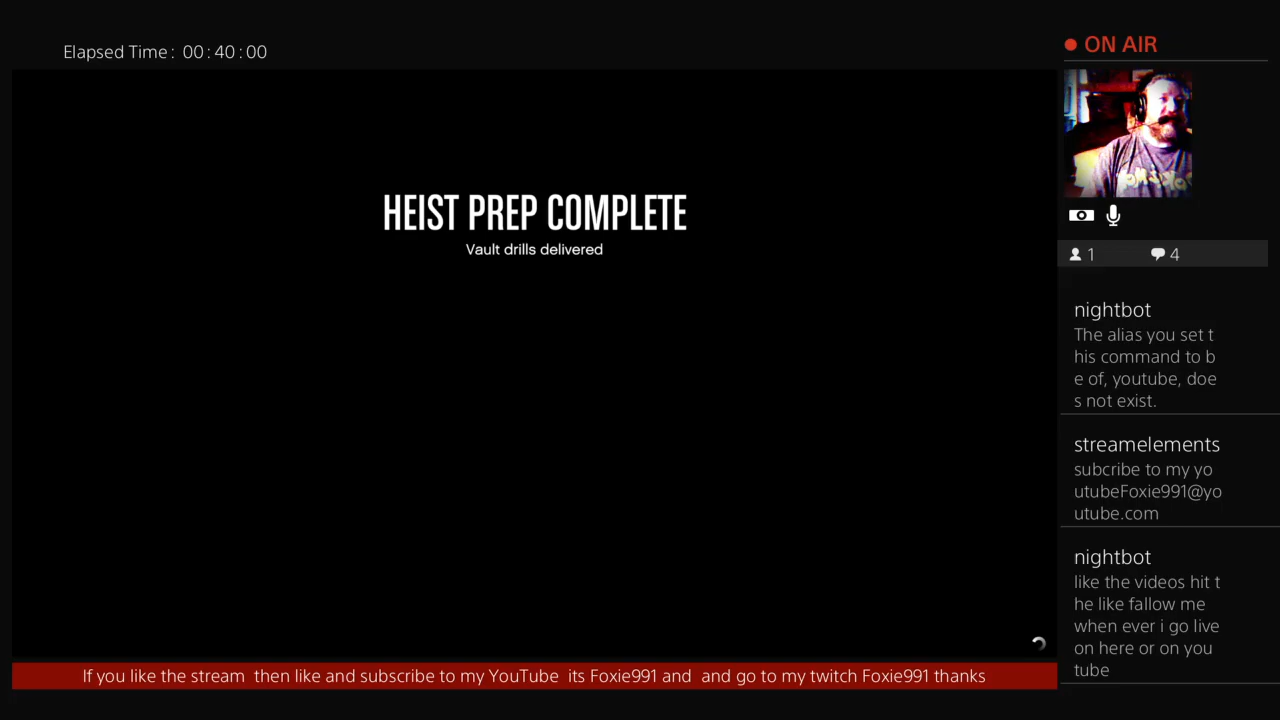 Elapsed Time: 00:40:00
ON AIR
HEIST PREP COMPLETE
Vault drills delivered
1
4
nightbot
The alias you set t
his command to b
e of, youtube, doe
s not exist.
streamelements
subcribe to my yo
utubeFoxie991@yo
utube.com
nightbot
like the videos hit t
he like fallow me
when ever i go live
on here or on you
tube
If you like the stream then like and subscribe to my YouTube its Foxie991 and and go to my twitch Foxie991 thanks